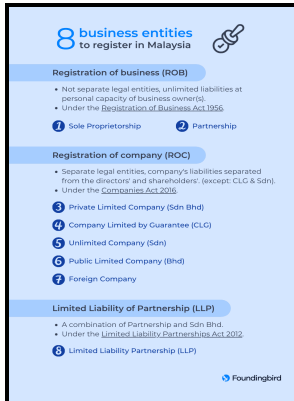 8 business entities
to register in Malaysia
Registration of business (ROB)
• Not separate legal entities, unlimited liabilities at
personal capacity of business owner(s).
• Under the Registration of Business Act 1956.
1 Sole Proprietorship
2 Partnership
Registration of company (ROC)
• Separate legal entities, company's liabilities separated
from the directors' and shareholders'. (except: CLG & Sdn).
• Under the Companies Act 2016.
3 Private Limited Company (Sdn Bhd)
4 Company Limited by Guarantee (CLG)
5 Unlimited Company (Sdn)
6 Public Limited Company (Bhd)
7 Foreign Company
Limited Liability of Partnership (LLP)
• A combination of Partnership and Sdn Bhd.
• Under the Limited Liability Partnerships Act 2012.
8 Limited Liability Partnership (LLP)
Foundingbird